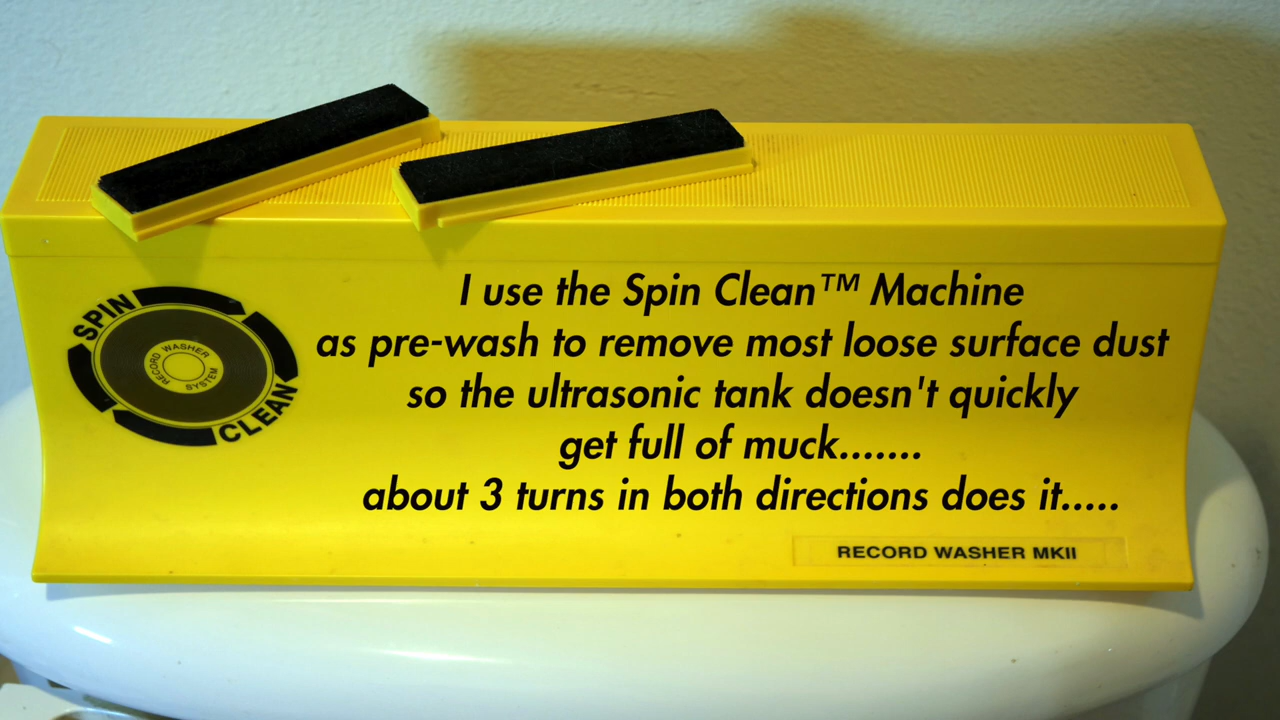 I use the Spin Clean™ Machine
as pre-wash to remove most loose surface dust
so the ultrasonic tank doesn't quickly
get full of muck.......
about 3 turns in both directions does it.....
SPIN
CLEAN
RECORD WASHER
SYSTEM
RECORD WASHER MKII